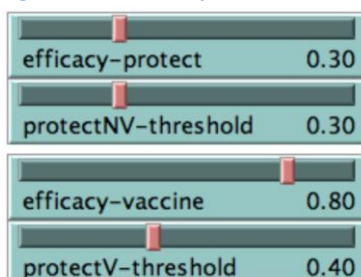 efficacy-protect 0.30
protectNV-threshold 0.30
efficacy-vaccine 0.80
protectV-threshold 0.40